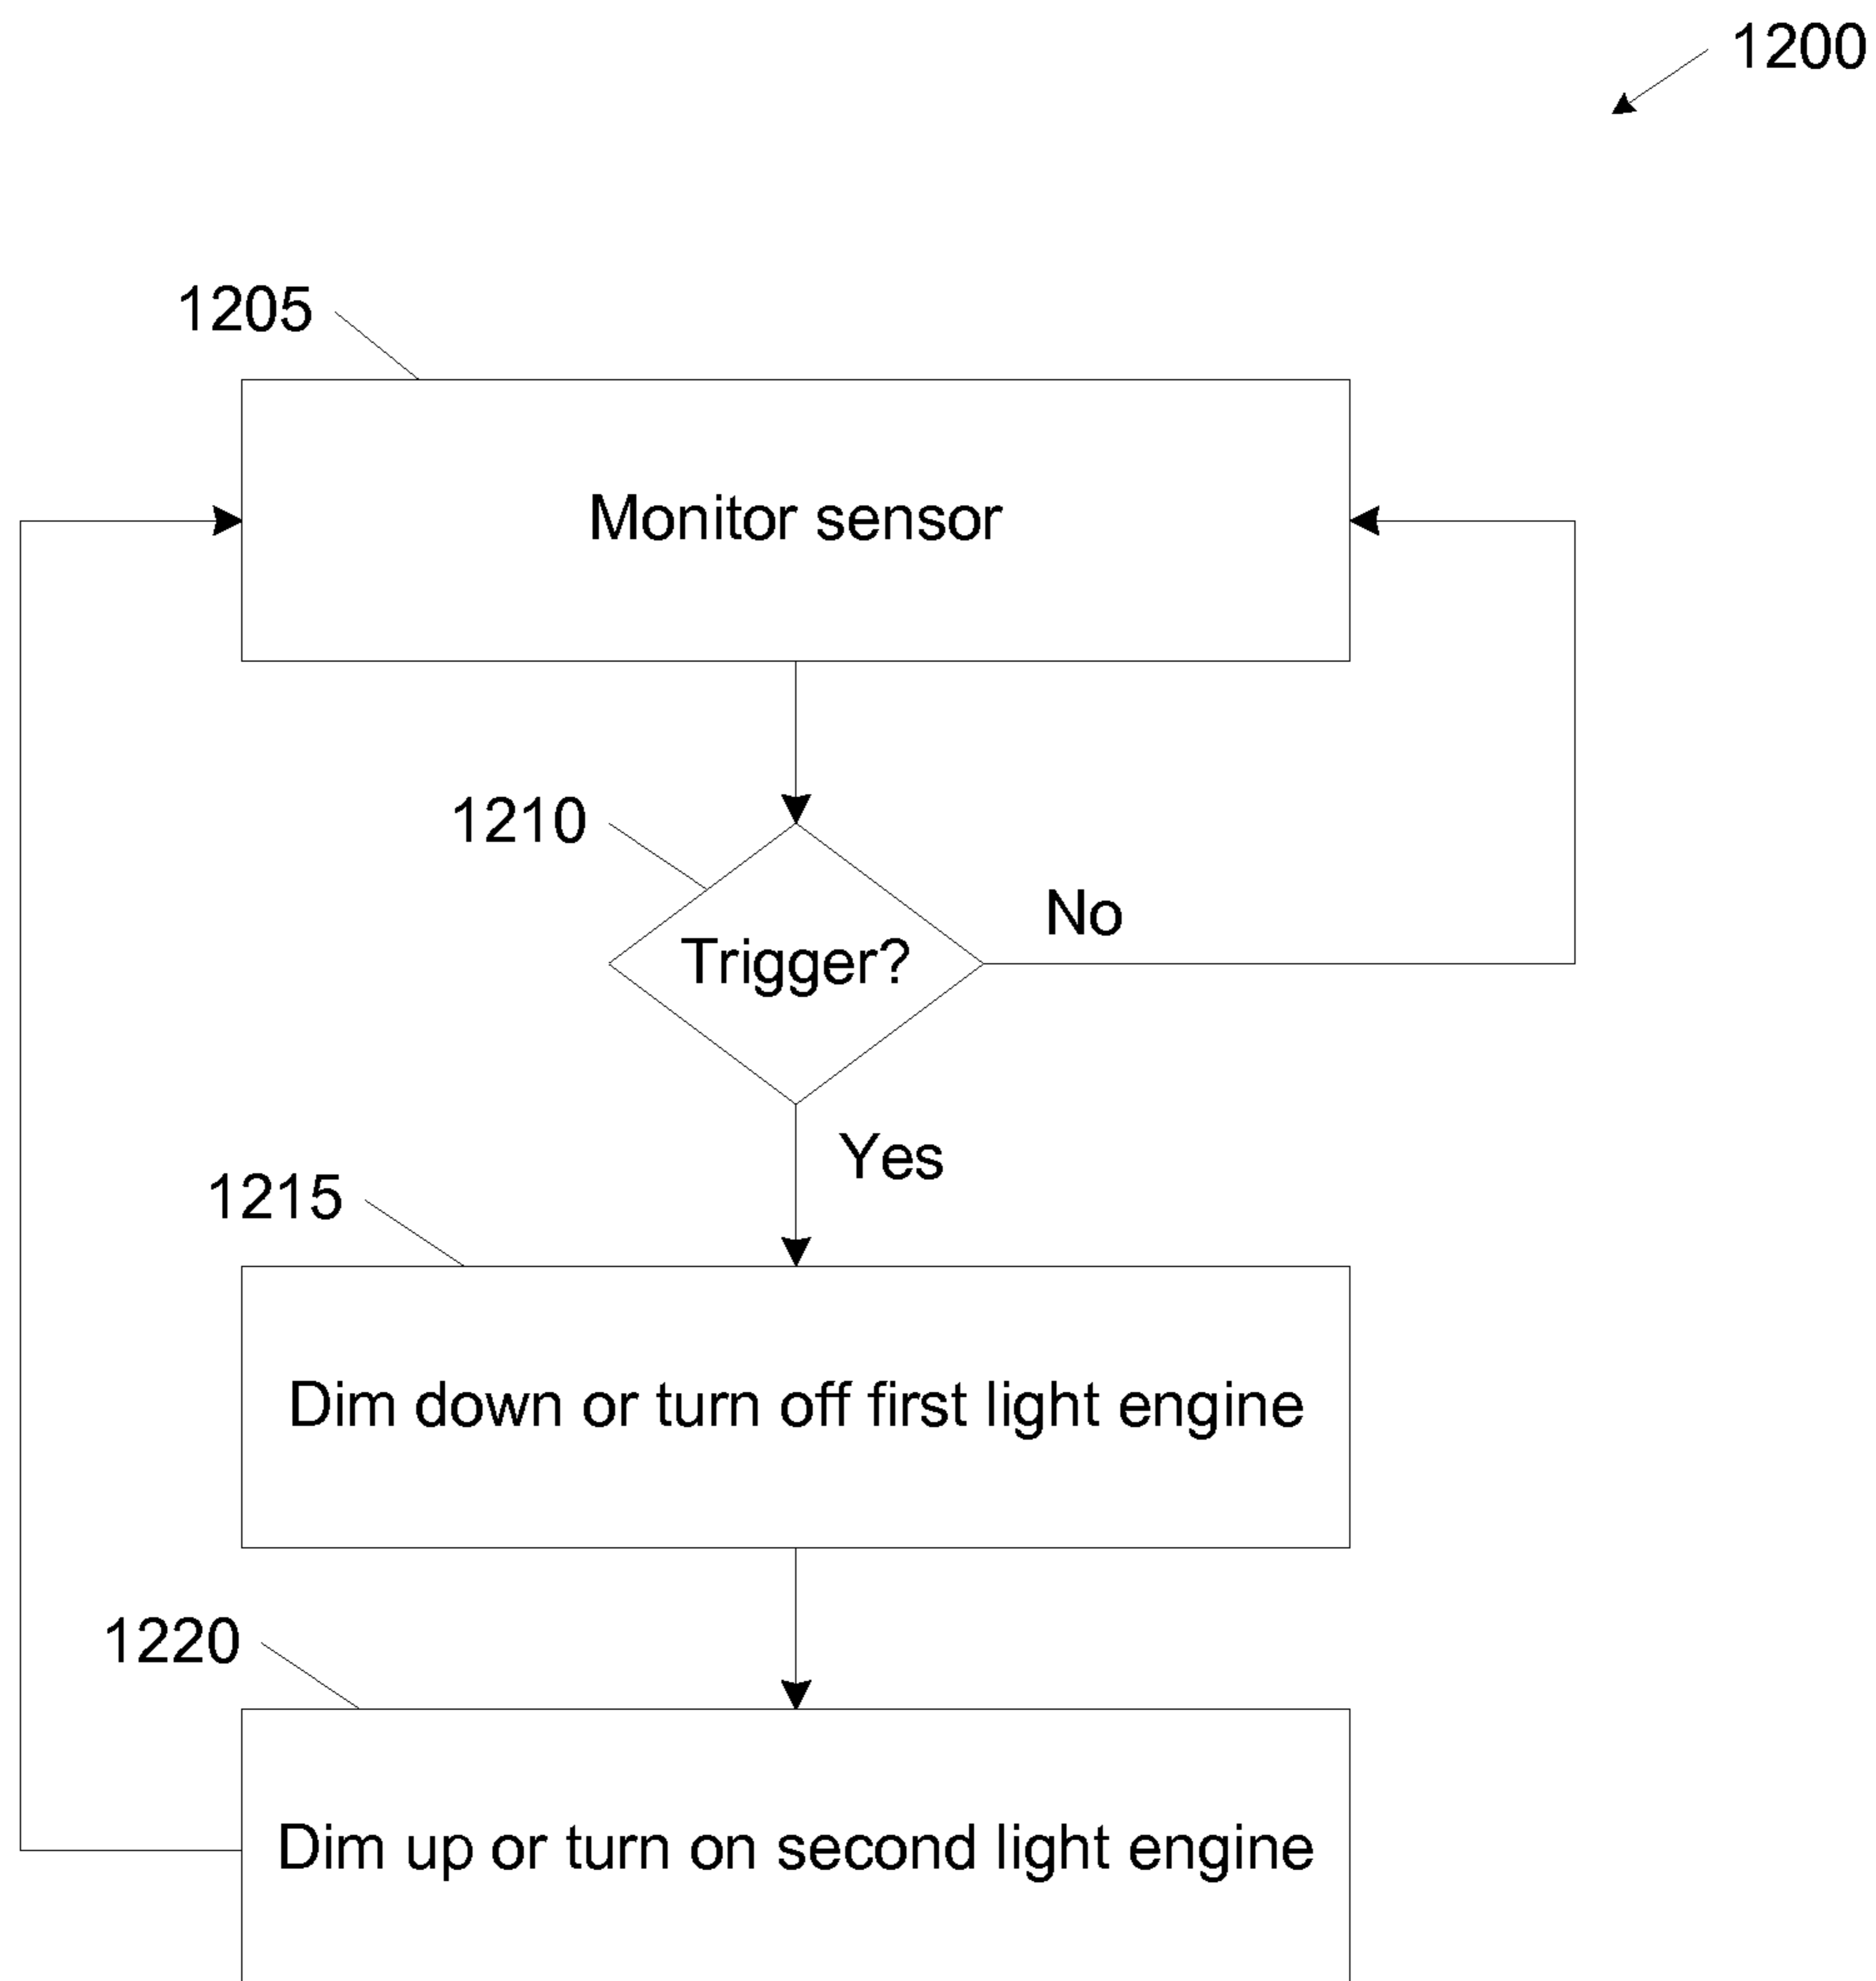 1200
1205
Monitor sensor
1210
Trigger?
No
Yes
1215
Dim down or turn off first light engine
1220
Dim up or turn on second light engine